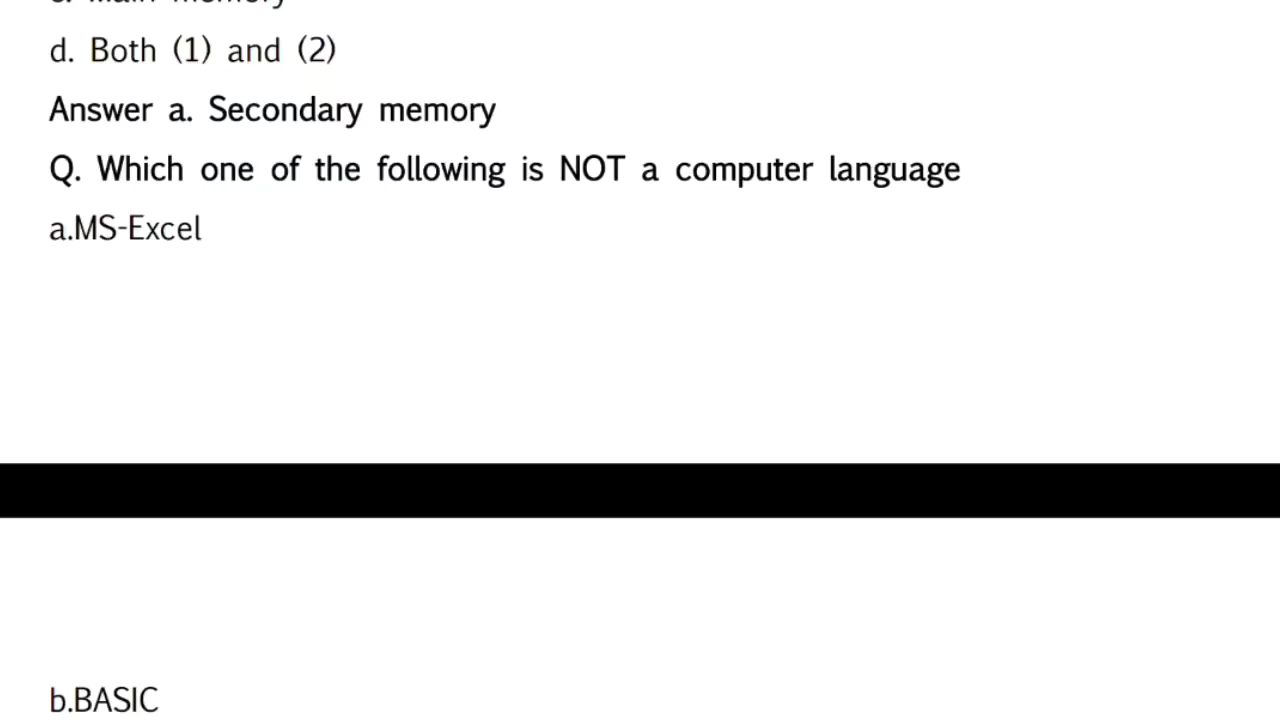 d. Both (1) and (2)
Answer a. Secondary memory
Q. Which one of the following is NOT a computer language
a.MS-Excel
b.BASIC